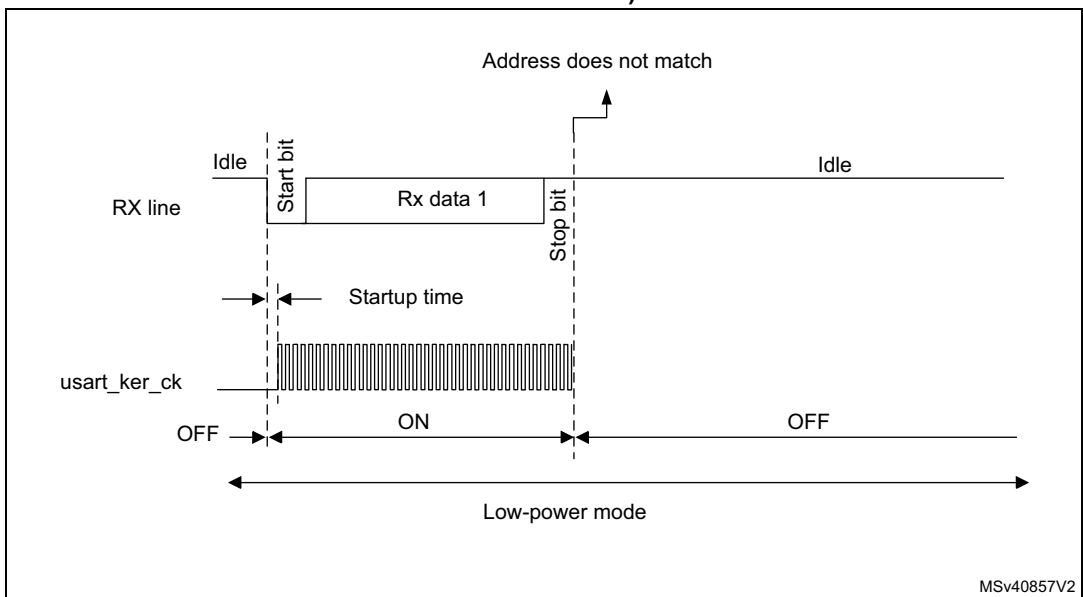 Address does not match
Idle
Start bit
Idle
RX line
Rx data 1
Stop bit
Startup time
usart_ker_ck
OFF
ON
OFF
Low-power mode
MSv40857V2